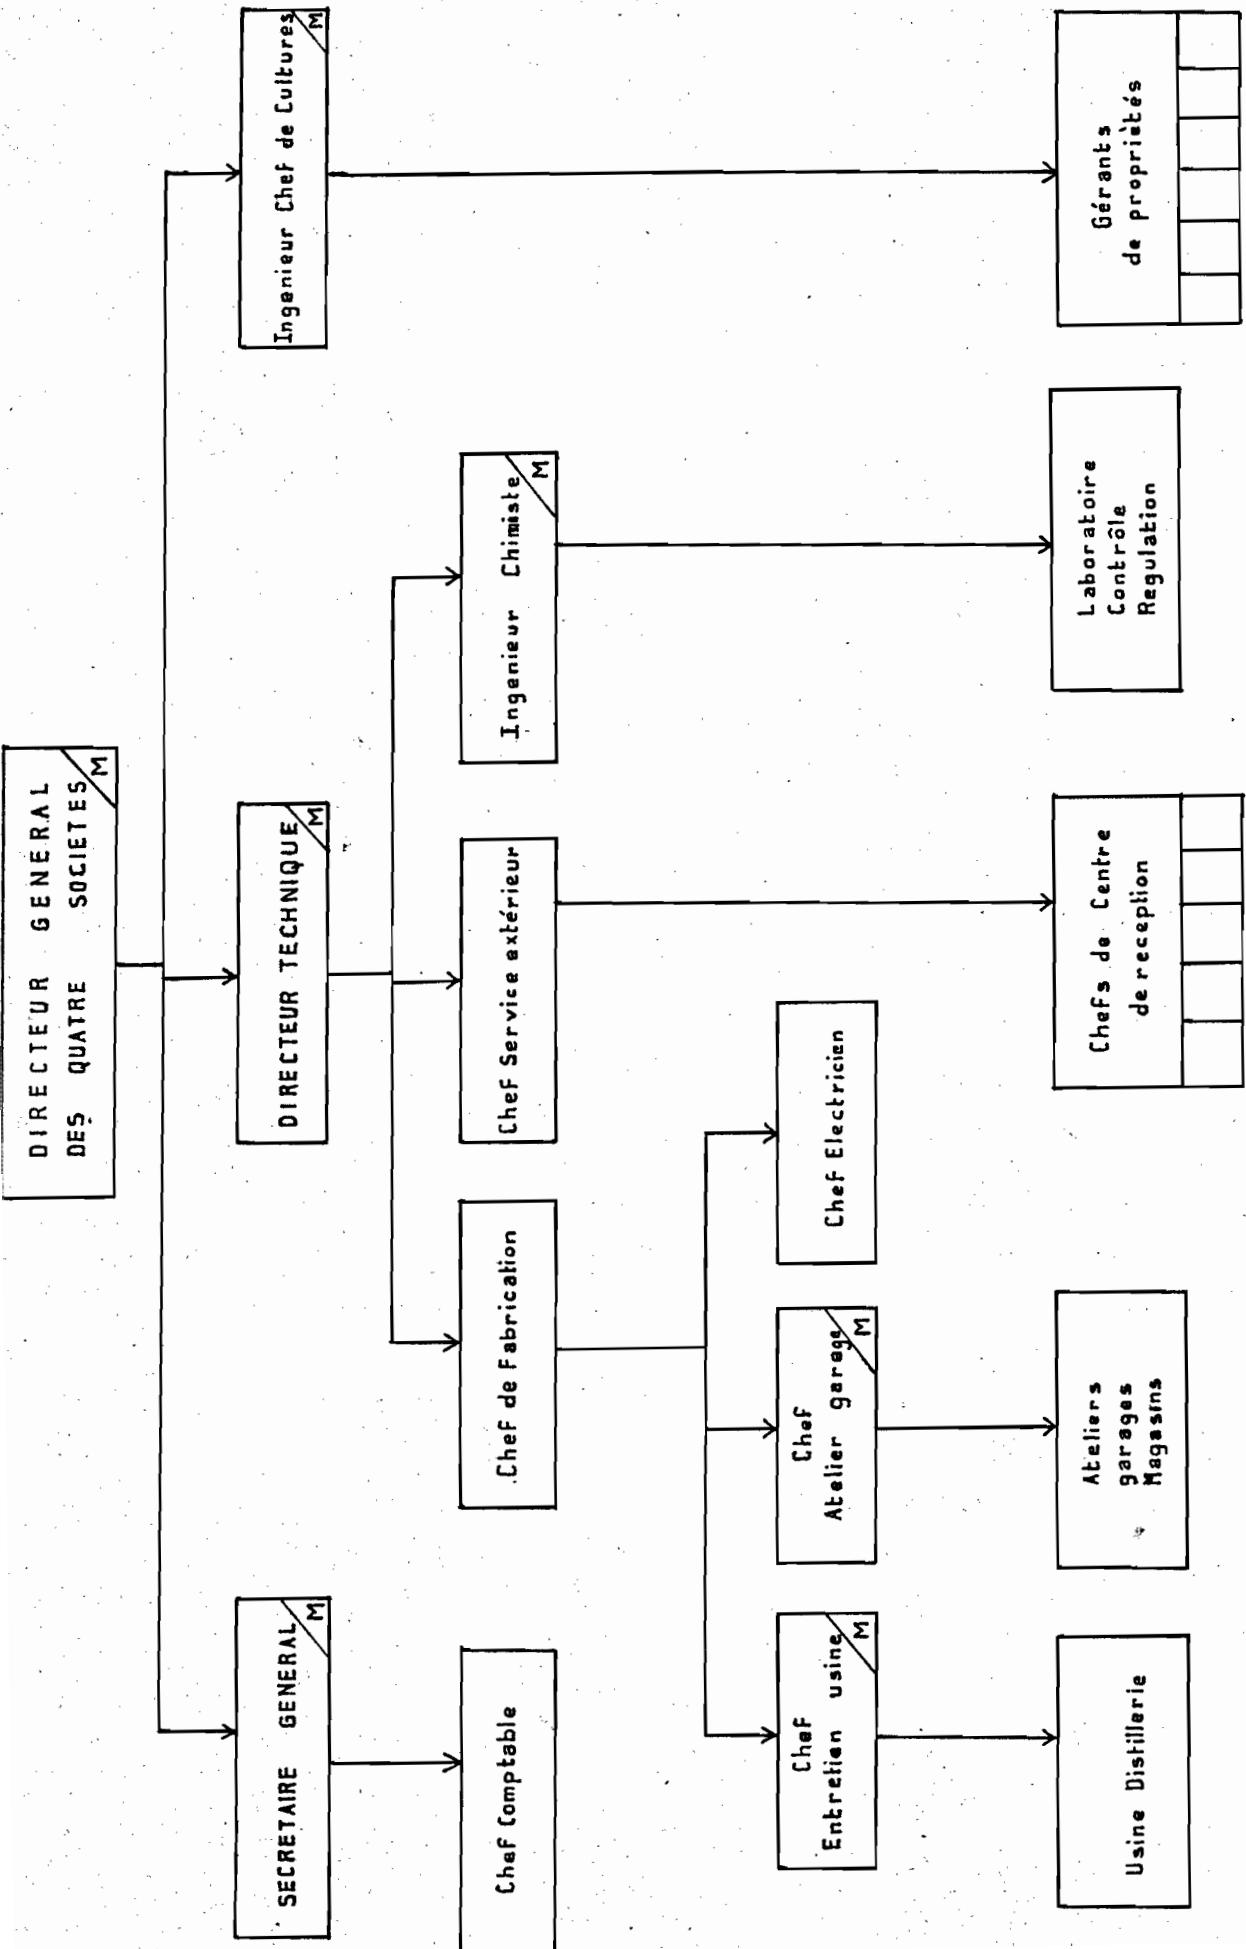 DIRECTEUR GENERAL
DES QUATRE SOCIETES
M
SECRETAIRE GENERAL
M
DIRECTEUR TECHNIQUE
M
Ingenieur Chef de Cultures
M
Chef Comptable
Chef de Fabrication
Chef Service extérieur
Ingenieur Chimiste
M
Chef
Entretien usine
M
Chef
Atelier garage
M
Chef Electricien
Usine Distillerie
Ateliers
garages
Magasins
Chefs de Centre
de reception
Laboratoire
Contrôle
Regulation
Gérants
de propriètés